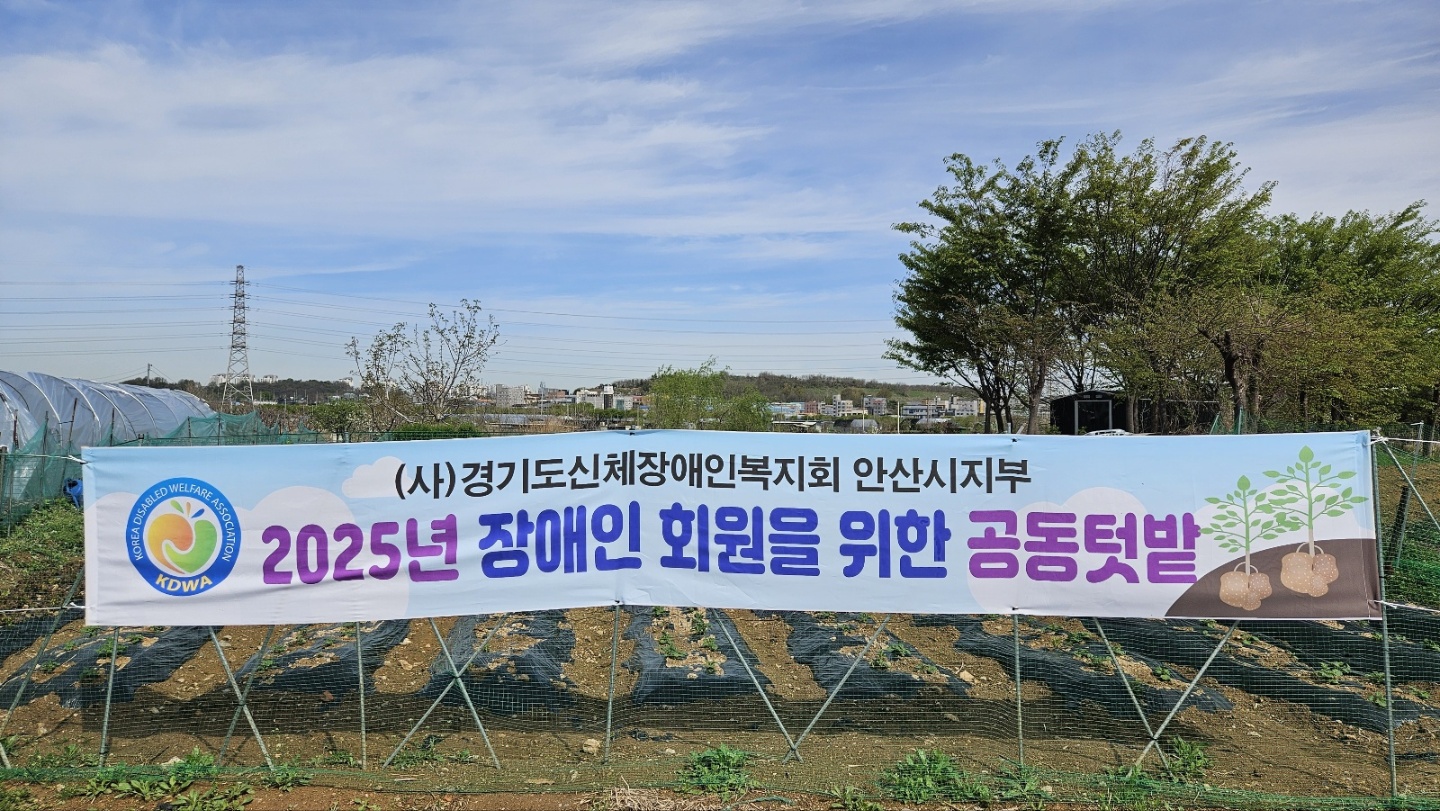 (사)경기도신체장애인복지회 안산시지부
KOREA DISABLED WELFARE ASSOCIATION
KDWA
2025년 장애인 회원을 위한 공동텃밭